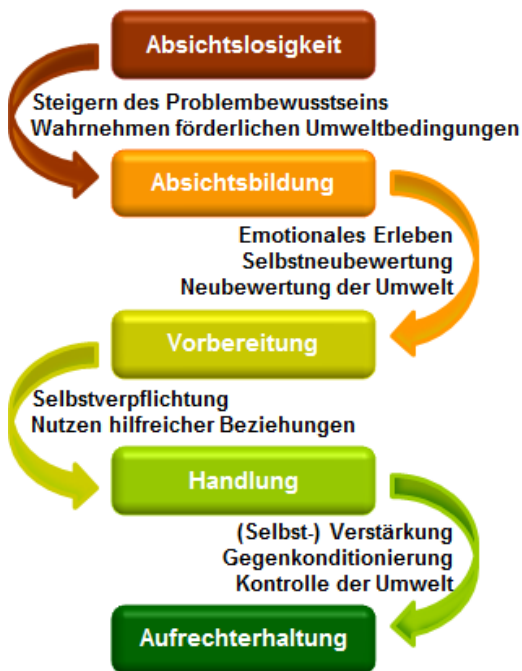 Absichtslosigkeit
Steigern des Problembewusstseins
Wahrnehmen förderlichen Umweltbedingungen
Absichtsbildung
Emotionales Erleben
Selbstneubewertung
Neubewertung der Umwelt
Vorbereitung
Selbstverpflichtung
Nutzen hilfreicher Beziehungen
Handlung
(Selbst-) Verstärkung
Gegenkonditionierung
Kontrolle der Umwelt
Aufrechterhaltung